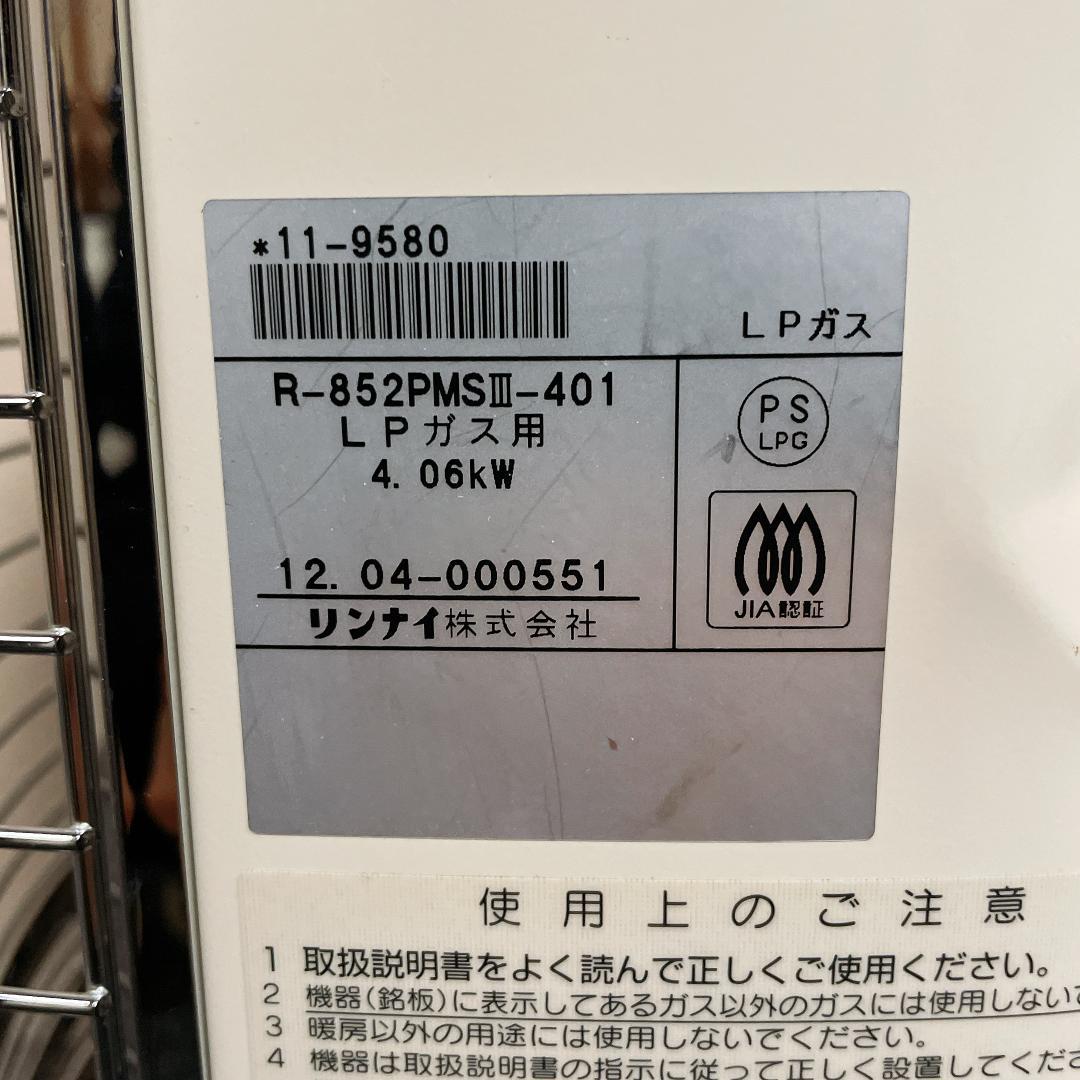 *11-9580
LPガス
R-852PMSⅢ-401
LPガス用
4.06kW
PS
LPG
12.04-000551
リンナイ株式会社
JIA認証
使用上のご注意
1 取扱説明書をよく読んで正しくご使用ください。
2 機器(銘板)に表示してあるガス以外のガスには使用しないで
3 暖房以外の用途には使用しないでください。
4 機器は取扱説明書の指示に従って正しく設置してくださ